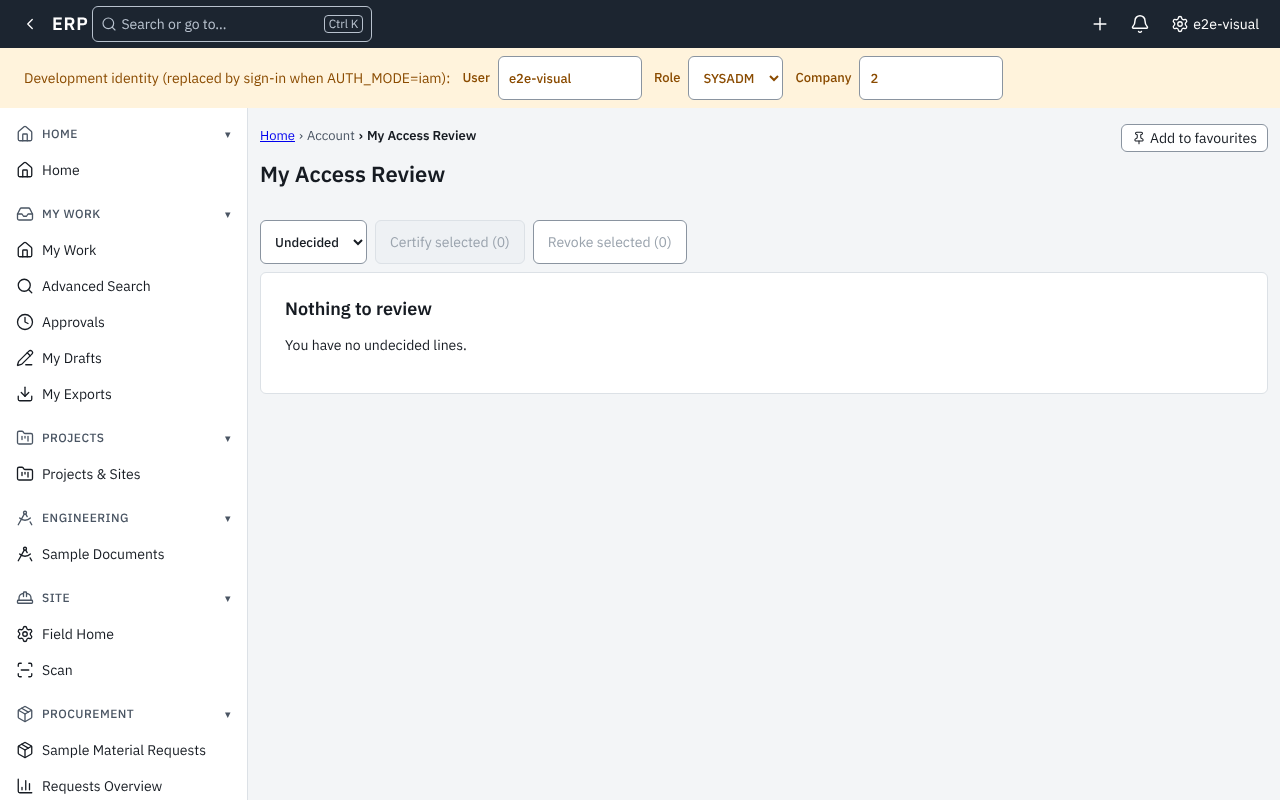 ERP
Search or go to...
Ctrl K
e2e-visual
Development identity (replaced by sign-in when AUTH_MODE=iam):
User
e2e-visual
Role
SYSADM
Company
2
HOME
Home
MY WORK
My Work
Advanced Search
Approvals
My Drafts
My Exports
PROJECTS
Projects & Sites
ENGINEERING
Sample Documents
SITE
Field Home
Scan
PROCUREMENT
Sample Material Requests
Requests Overview
Home › Account › My Access Review
Add to favourites
My Access Review
Undecided
Certify selected (0)
Revoke selected (0)
Nothing to review
You have no undecided lines.